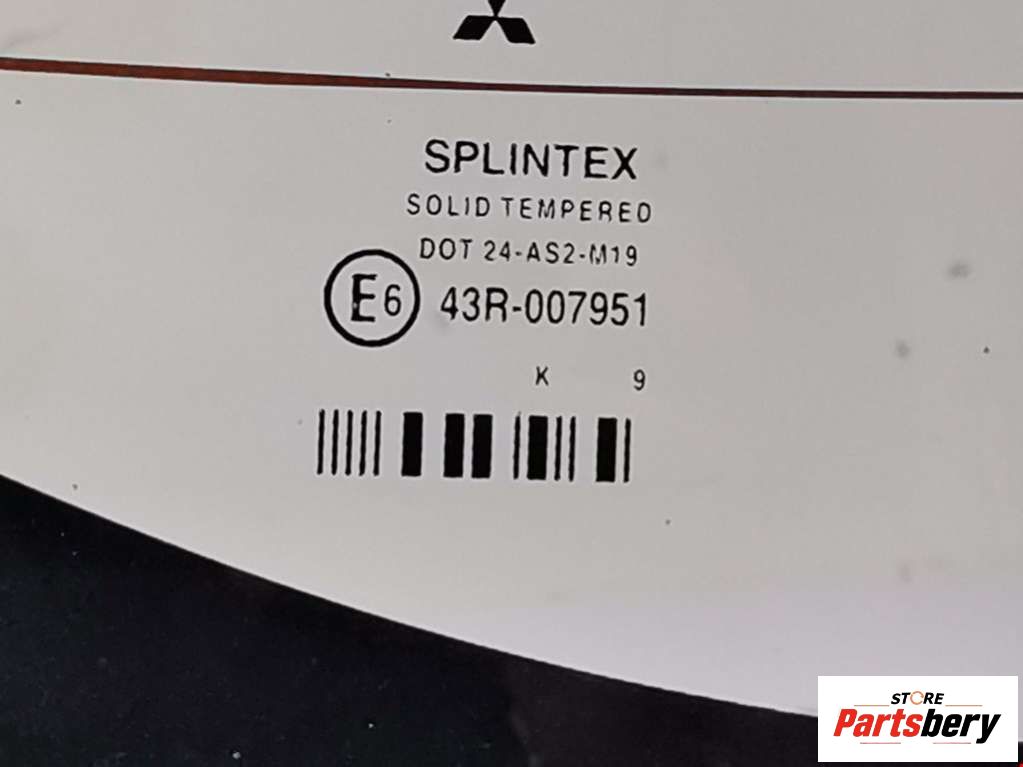 SPLINTEX
SOLID TEMPERED
DOT 24-AS2-M19
E6 43R-007951
K 9
STORE
Partsbery